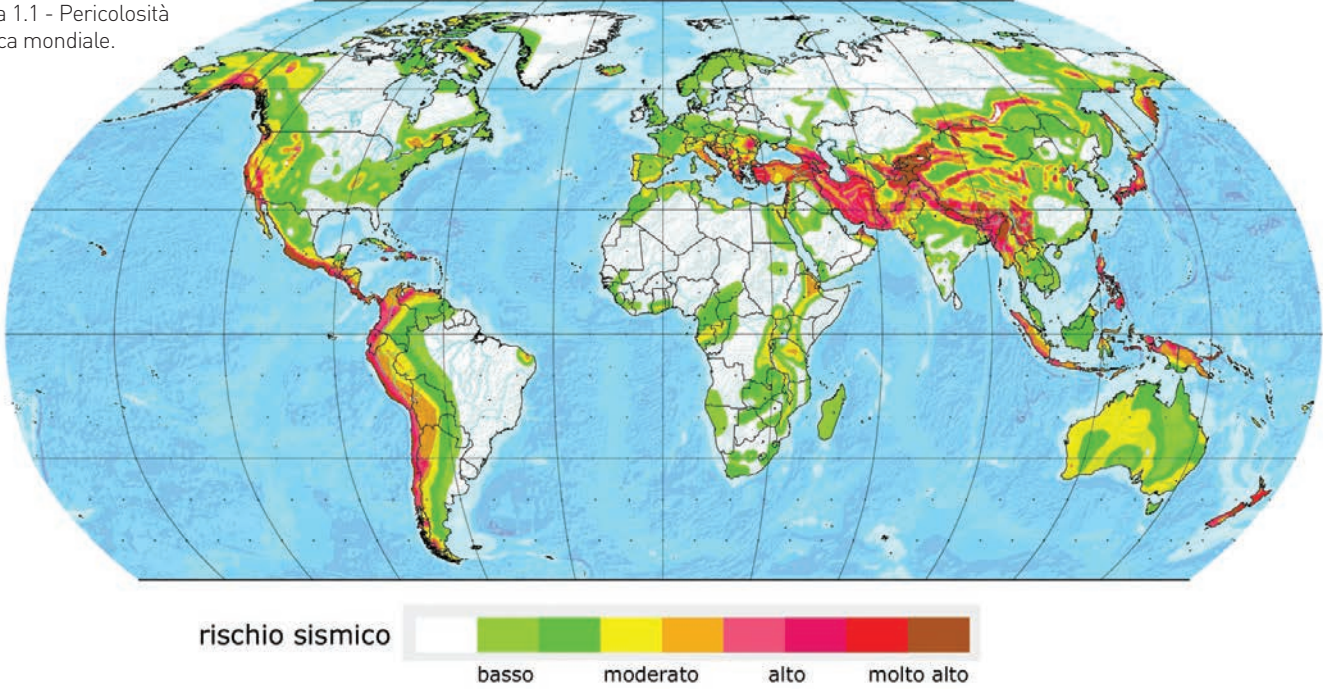 a 1.1 - Pericolosità
ca mondiale.
rischio sismico
basso moderato alto molto alto